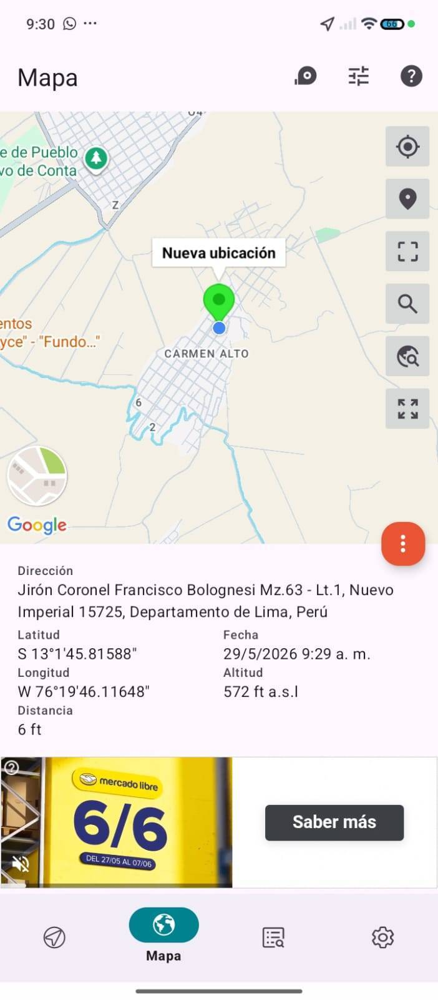 9:30
66
Mapa
04
e de Pueblo
vo de Conta
Z
Nueva ubicación
entos
yce" - "Fundo..."
CARMEN ALTO
6
2
Google
Dirección
Jirón Coronel Francisco Bolognesi Mz.63 - Lt.1, Nuevo
Imperial 15725, Departamento de Lima, Perú
Latitud
Fecha
S 13°1'45.81588"
29/5/2026 9:29 a. m.
Longitud
Altitud
W 76°19'46.11648"
572 ft a.s.l
Distancia
6 ft
mercado libre
6/6
DEL 27/05 AL 07/06
Saber más
Mapa